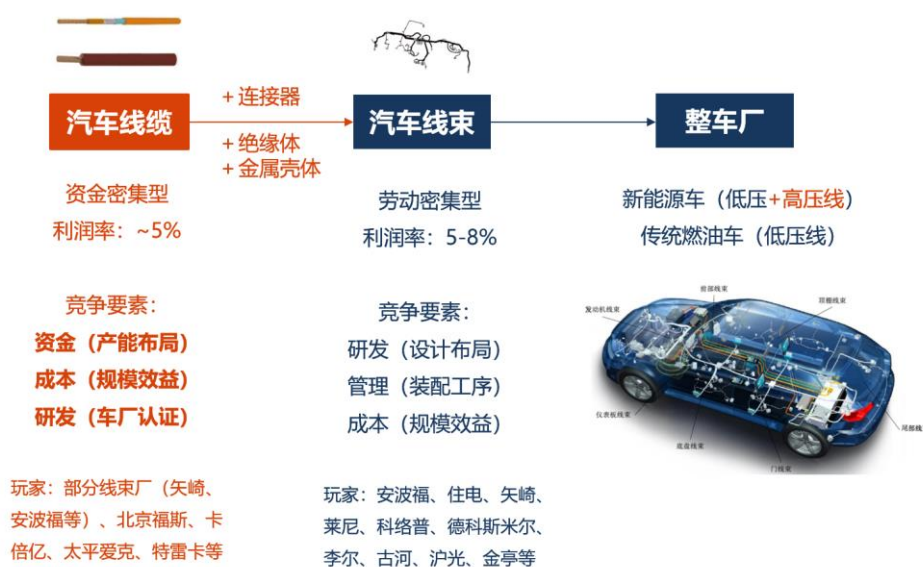 汽车线缆
+ 连接器
+ 绝缘体
+ 金属壳体
汽车线束
整车厂
资金密集型
利润率：~5%
劳动密集型
利润率：5-8%
新能源车（低压+高压线）
传统燃油车（低压线）
竞争要素：
资金（产能布局）
成本（规模效益）
研发（车厂认证）
竞争要素：
研发（设计布局）
管理（装配工序）
成本（规模效益）
发动机线束
顶棚线束
仪表板线束
底盘线束
门线束
尾部线
玩家：部分线束厂（矢崎、
安波福等）、北京福斯、卡
倍亿、太平爱克、特雷卡等
玩家：安波福、住电、矢崎、
莱尼、科络普、德科斯米尔、
李尔、古河、沪光、金亭等